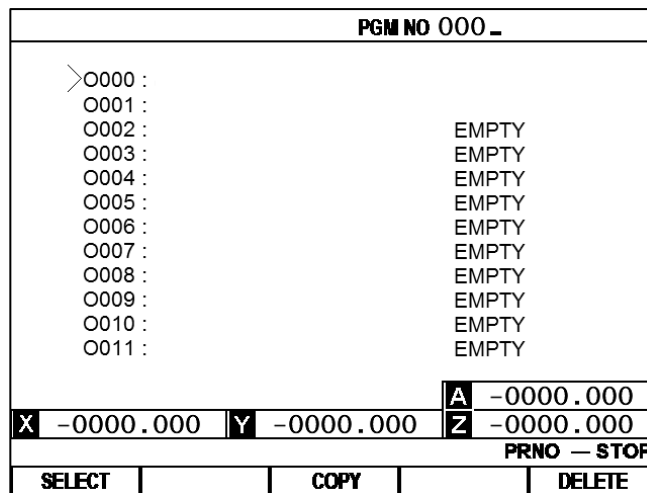 PGM NO 000_
>O000 :
O001 :
O002 : EMPTY
O003 : EMPTY
O004 : EMPTY
O005 : EMPTY
O006 : EMPTY
O007 : EMPTY
O008 : EMPTY
O009 : EMPTY
O010 : EMPTY
O011 : EMPTY
A -0000.000
X -0000.000 Y -0000.000 Z -0000.000
PRNO — STOP
SELECT COPY DELETE